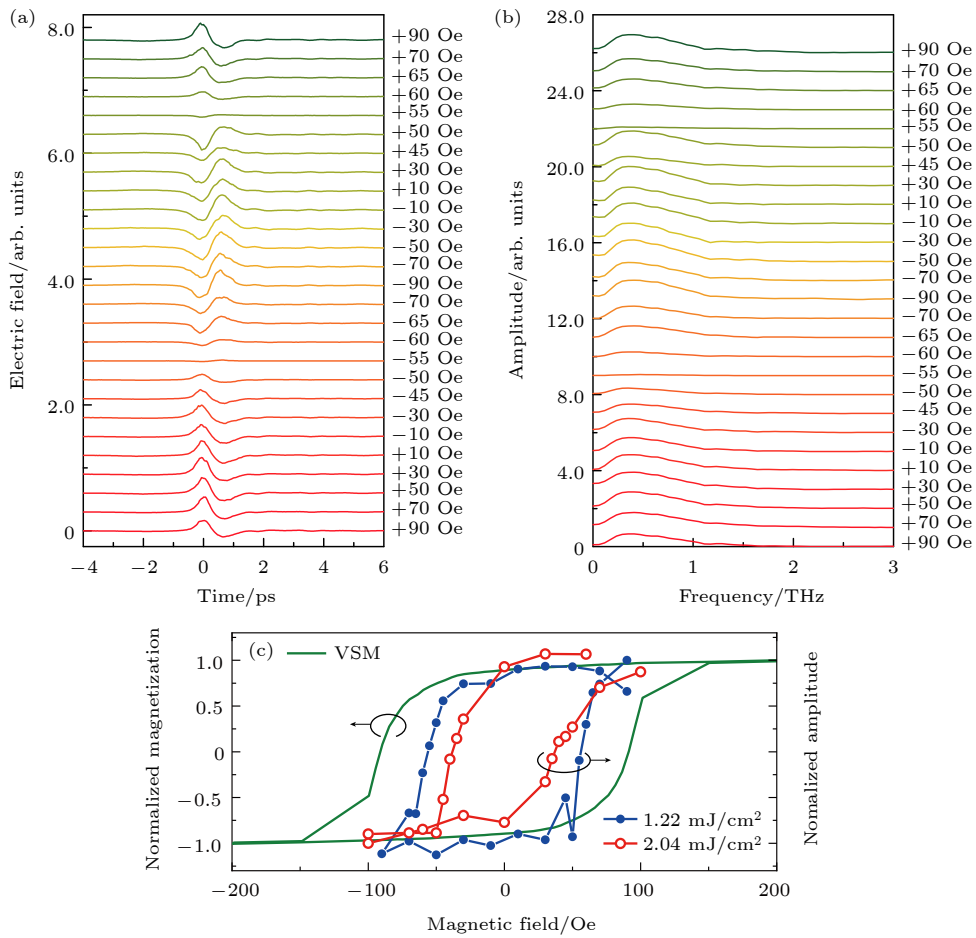 (a)
8.0
6.0
4.0
2.0
0
Electric field/arb. units
+90 Oe
+70 Oe
+65 Oe
+60 Oe
+55 Oe
+50 Oe
+45 Oe
+30 Oe
+10 Oe
−10 Oe
−30 Oe
−50 Oe
−70 Oe
−90 Oe
−70 Oe
−65 Oe
−60 Oe
−55 Oe
−50 Oe
−45 Oe
−30 Oe
−10 Oe
+10 Oe
+30 Oe
+50 Oe
+70 Oe
+90 Oe
−4 −2 0 2 4 6
Time/ps
(b)
28.0
24.0
20.0
16.0
12.0
8.0
4.0
0
Amplitude/arb. units
+90 Oe
+70 Oe
+65 Oe
+60 Oe
+55 Oe
+50 Oe
+45 Oe
+30 Oe
+10 Oe
−10 Oe
−30 Oe
−50 Oe
−70 Oe
−90 Oe
−70 Oe
−65 Oe
−60 Oe
−55 Oe
−50 Oe
−45 Oe
−30 Oe
−10 Oe
+10 Oe
+30 Oe
+50 Oe
+70 Oe
+90 Oe
0 1 2 3
Frequency/THz
(c)
VSM
1.0
0.5
0
−0.5
−1.0
Normalized magnetization
1.0
0.5
0
−0.5
−1.0
Nomalized amplitude
1.22 mJ/cm²
2.04 mJ/cm²
−200 −100 0 100 200
Magnetic field/Oe